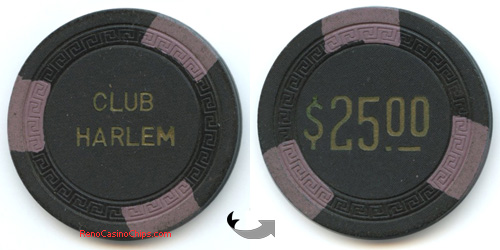 CLUB
HARLEM
$25.00
RenoCasinoChips.com